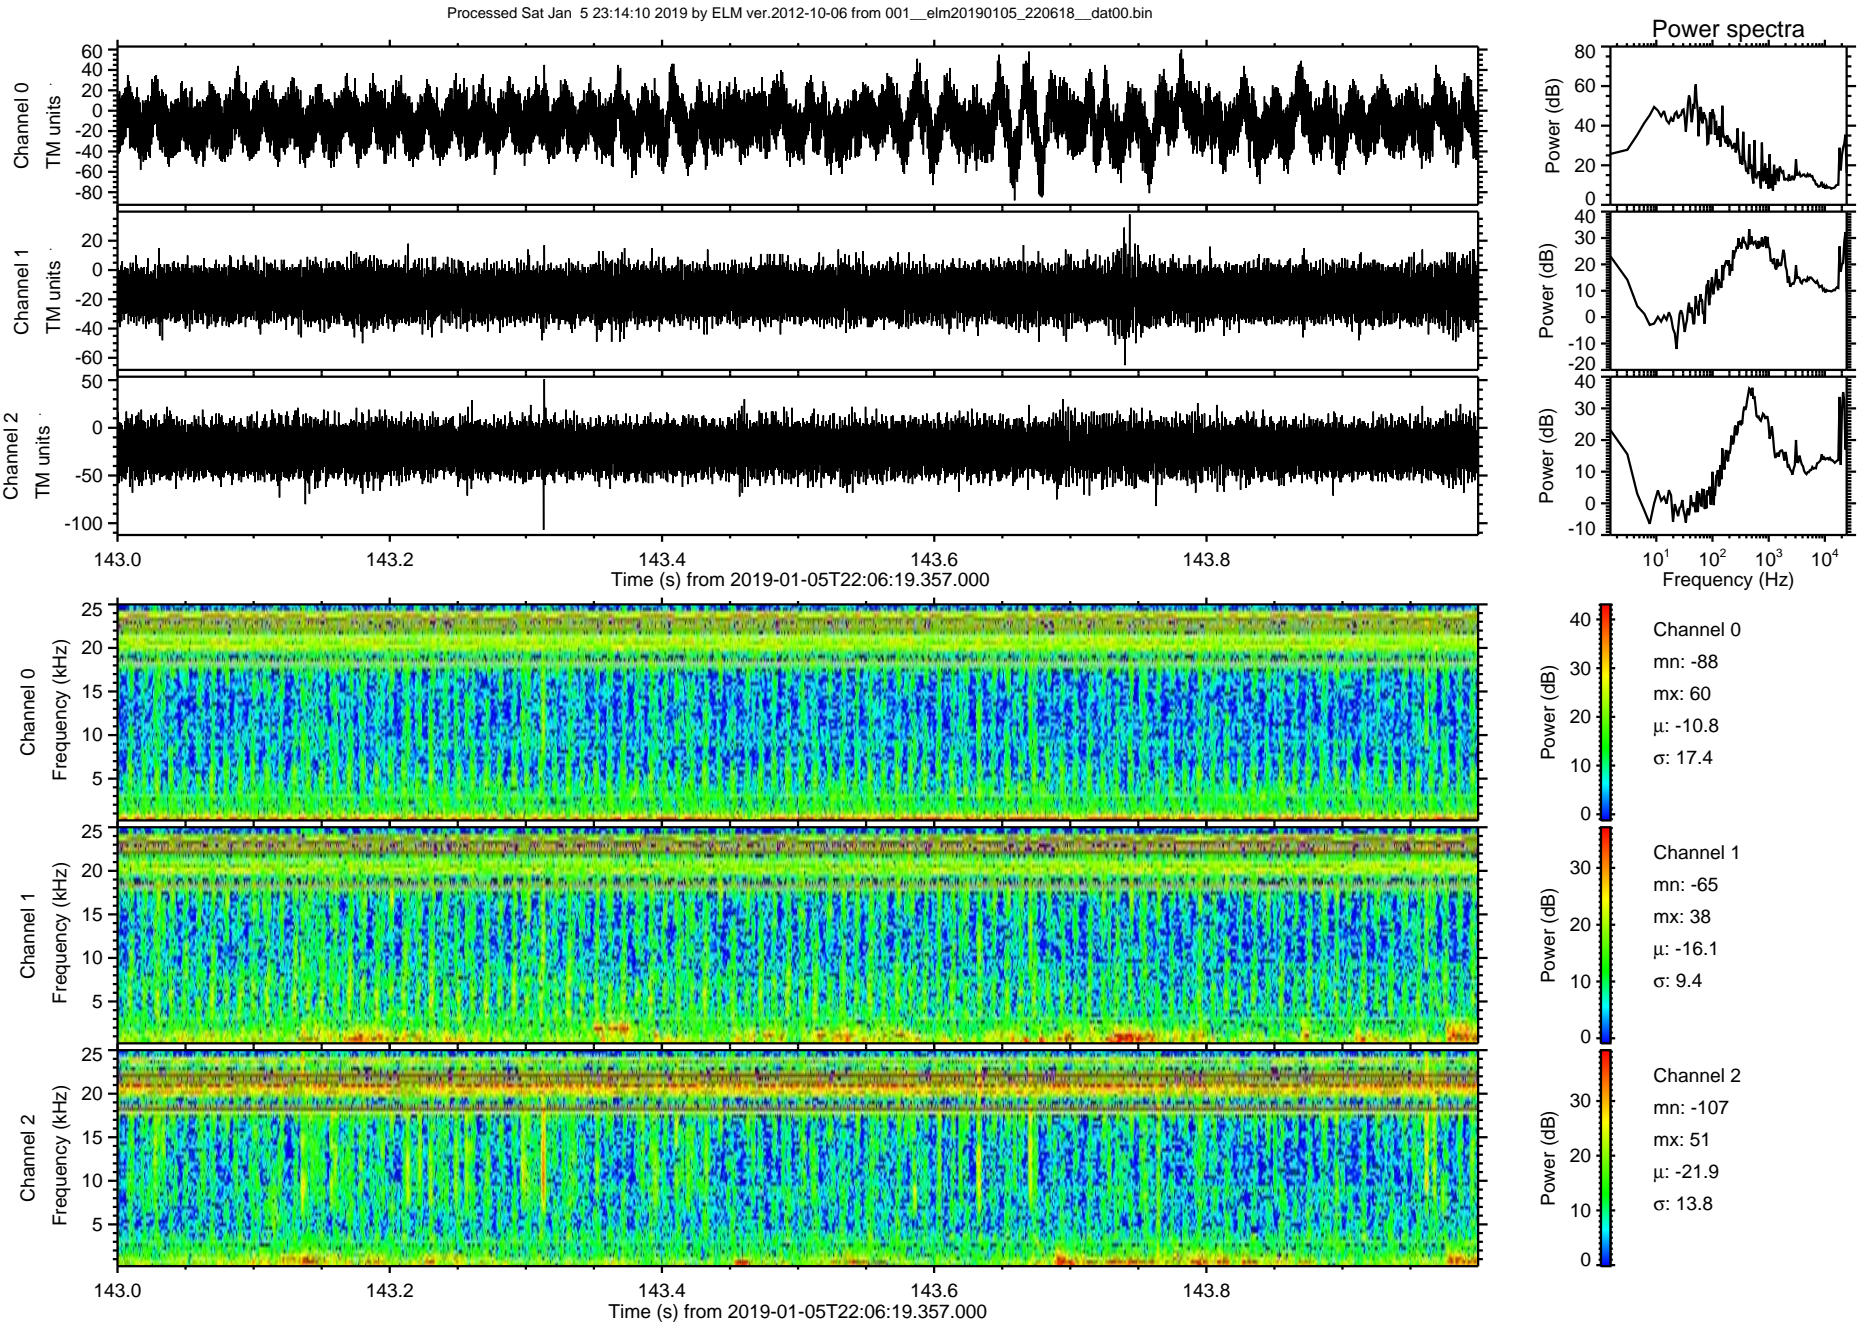 Processed Sat Jan  5 23:14:10 2019 by ELM ver.2012-10-06 from 001__elm20190105_220618__dat00.bin
Power spectra
Channel 0
TM units
60
40
20
0
-20
-40
-60
-80
Power (dB)
80
60
40
20
0
Channel 1
TM units
20
0
-20
-40
-60
Power (dB)
40
30
20
10
0
-10
-20
Channel 2
TM units
50
0
-50
-100
Power (dB)
40
30
20
10
0
-10
143.0 143.2 143.4 143.6 143.8
Time (s) from 2019-01-05T22:06:19.357.000
10¹ 10² 10³ 10⁴
Frequency (Hz)
Channel 0
Frequency (kHz)
25
20
15
10
5
Power (dB)
40
30
20
10
0
Channel 0
mn: -88
mx: 60
μ: -10.8
σ: 17.4
Channel 1
Frequency (kHz)
25
20
15
10
5
Power (dB)
30
20
10
0
Channel 1
mn: -65
mx: 38
μ: -16.1
σ: 9.4
Channel 2
Frequency (kHz)
25
20
15
10
5
Power (dB)
30
20
10
0
Channel 2
mn: -107
mx: 51
μ: -21.9
σ: 13.8
143.0 143.2 143.4 143.6 143.8
Time (s) from 2019-01-05T22:06:19.357.000